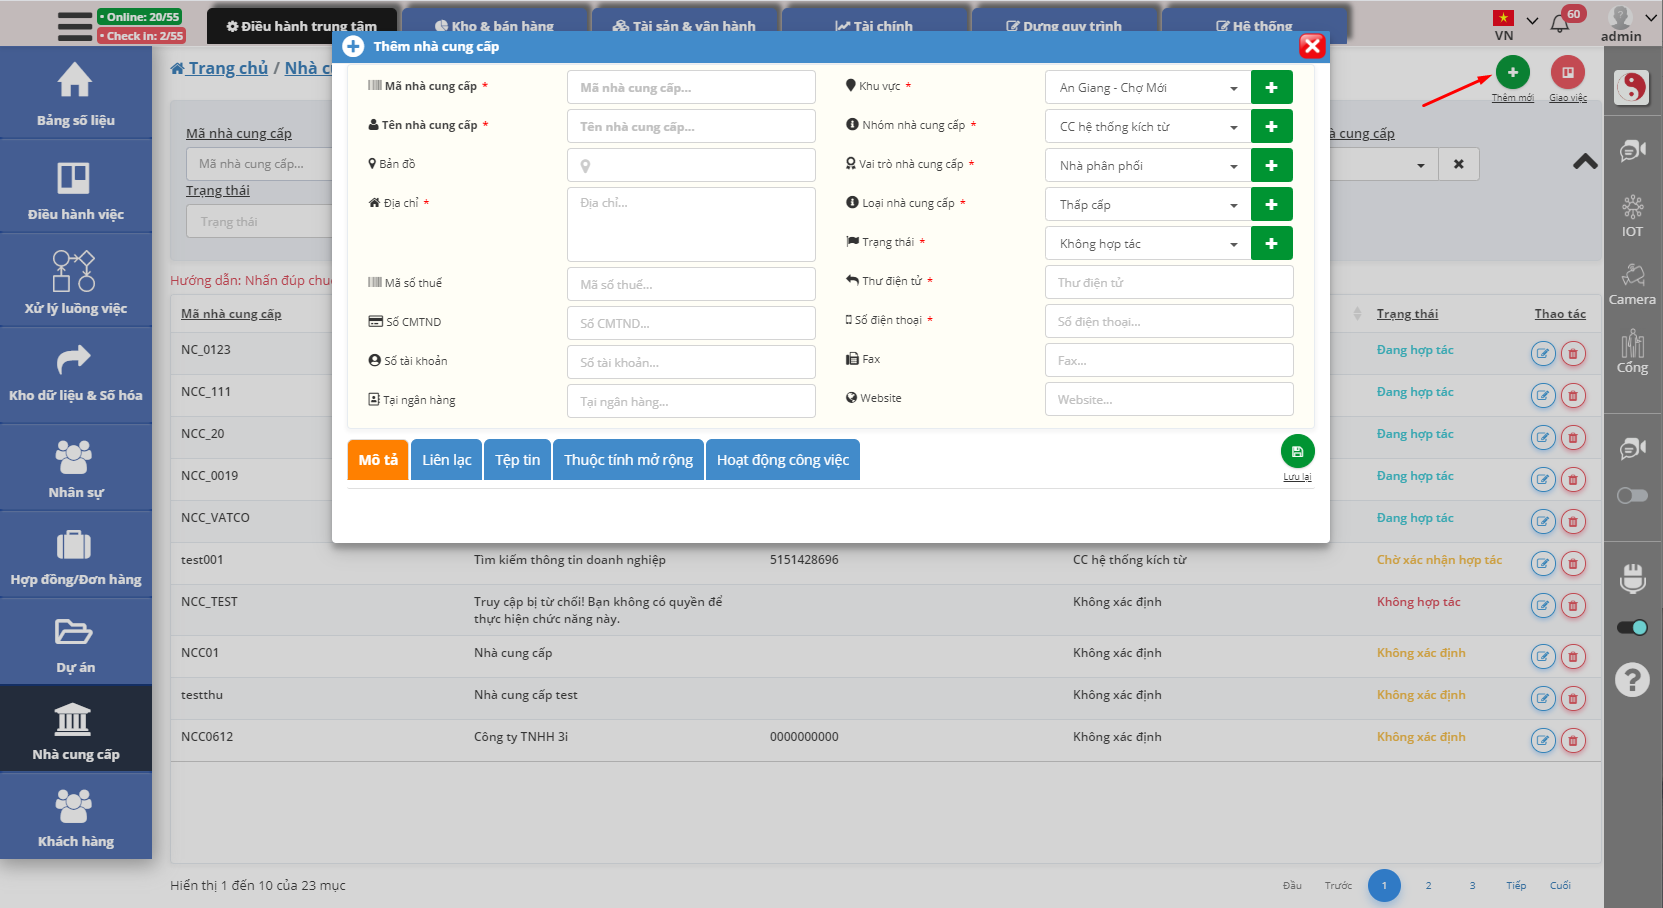 Online: 20/55
Check in: 2/55
Điều hành trung tâm
Kho & bán hàng
Tài sản & vận hành
Tài chính
Dựng quy trình
Hệ thống
VN
60
admin
Bảng số liệu
Điều hành việc
Xử lý luồng việc
Kho dữ liệu & Số hóa
Nhân sự
Hợp đồng/Đơn hàng
Dự án
Nhà cung cấp
Khách hàng
Trang chủ / Nhà c
Thêm mới
Giao việc
Mã nhà cung cấp
Mã nhà cung cấp...
Trạng thái
Trạng thái
à cung cấp
Hướng dẫn: Nhấn đúp chu
Thêm nhà cung cấp
Mã nhà cung cấp *
Mã nhà cung cấp...
Tên nhà cung cấp *
Tên nhà cung cấp...
Bản đồ
Địa chỉ *
Địa chỉ...
Mã số thuế
Mã số thuế...
Số CMTND
Số CMTND...
Số tài khoản
Số tài khoản...
Tại ngân hàng
Tại ngân hàng...
Khu vực *
An Giang - Chợ Mới
Nhóm nhà cung cấp *
CC hệ thống kích từ
Vai trò nhà cung cấp *
Nhà phân phối
Loại nhà cung cấp *
Thấp cấp
Trạng thái *
Không hợp tác
Thư điện tử *
Thư điện tử
Số điện thoại *
Số điện thoại...
Fax
Fax...
Website
Website...
Mô tả
Liên lạc
Tệp tin
Thuộc tính mở rộng
Hoạt động công việc
Lưu lại
Mã nhà cung cấp
Trạng thái
Thao tác
NC_0123
Đang hợp tác
NCC_111
Đang hợp tác
NCC_20
Đang hợp tác
NCC_0019
Đang hợp tác
NCC_VATCO
Đang hợp tác
test001
Tìm kiếm thông tin doanh nghiệp
5151428696
CC hệ thống kích từ
Chờ xác nhận hợp tác
NCC_TEST
Truy cập bị từ chối! Bạn không có quyền để
thực hiện chức năng này.
Không xác định
Không hợp tác
NCC01
Nhà cung cấp
Không xác định
Không xác định
testthu
Nhà cung cấp test
Không xác định
Không xác định
NCC0612
Công ty TNHH 3i
0000000000
Không xác định
Không xác định
Hiển thị 1 đến 10 của 23 mục
Đầu
Trước
1
2
3
Tiếp
Cuối
IOT
Camera
Cổng